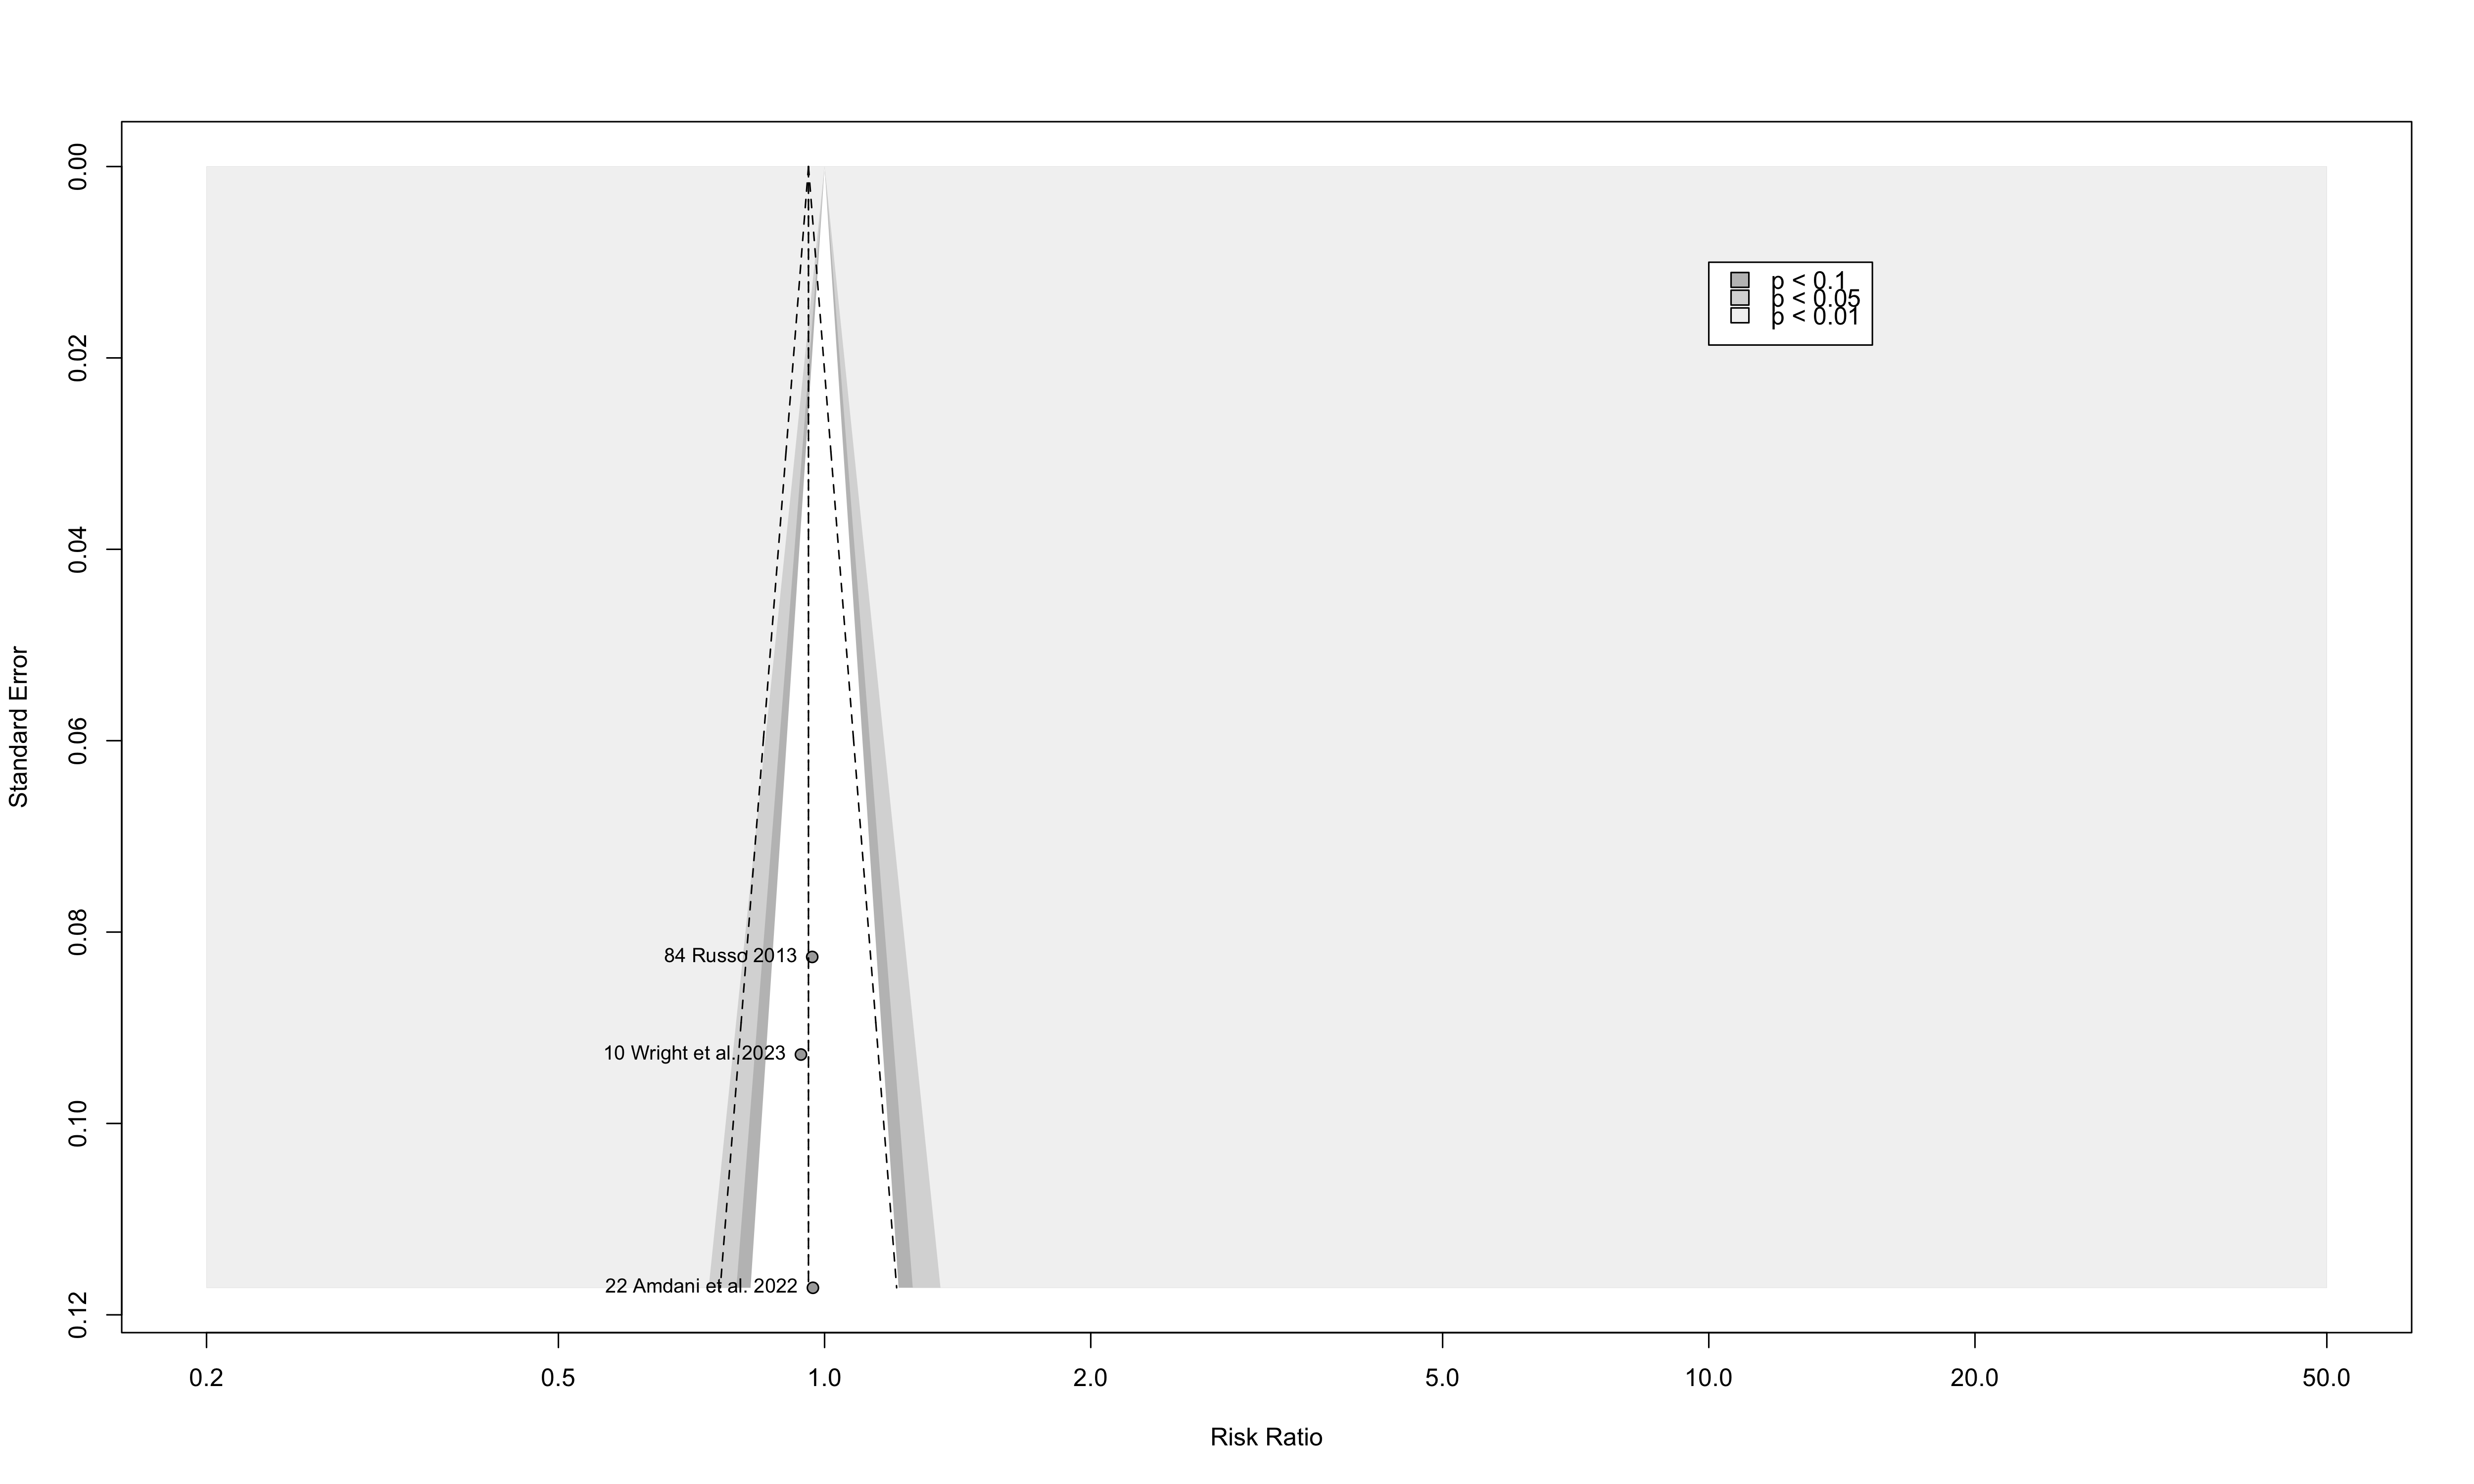 0.00
0.02
0.04
0.06
0.08
0.10
0.12
Standard Error
p < 0.1
p < 0.05
p < 0.01
84 Russo 2013
10 Wright et al. 2023
22 Amdani et al. 2022
0.2 0.5 1.0 2.0 5.0 10.0 20.0 50.0
Risk Ratio